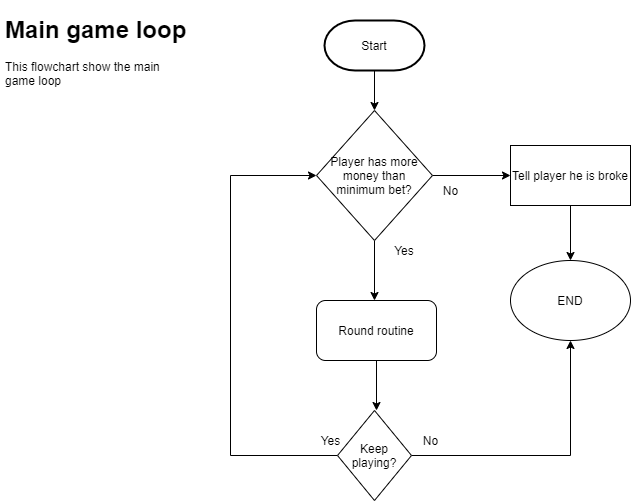 Main game loop
This flowchart show the main
game loop
Start
Player has more
money than
minimum bet?
No
Tell player he is broke
Yes
END
Round routine
Yes
No
Keep
playing?